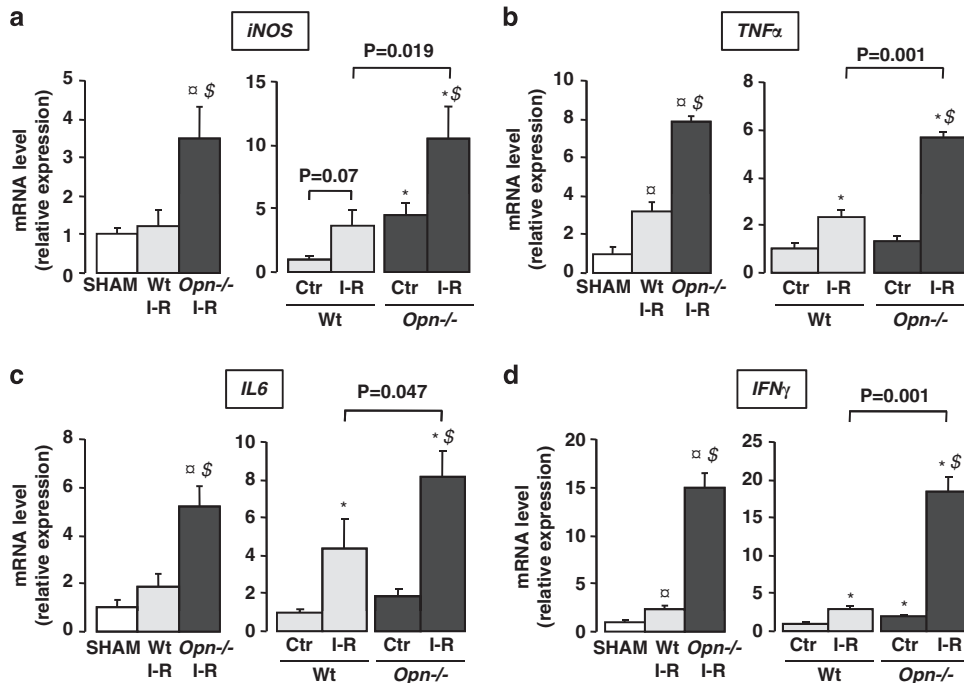 a
iNOS
mRNA level
(relative expression)
5
4
3
2
1
0
¤ $
SHAM Wt Opn-/-
I-R I-R
15
10
5
0
P=0.019
P=0.07
*
*$
Ctr I-R Ctr I-R
Wt Opn-/-
b
TNFα
mRNA level
(relative expression)
10
8
6
4
2
0
¤
¤ $
SHAM Wt Opn-/-
I-R I-R
8
6
4
2
0
P=0.001
*
*$
Ctr I-R Ctr I-R
Wt Opn-/-
c
IL6
mRNA level
(relative expression)
8
6
4
2
0
¤ $
SHAM Wt Opn-/-
I-R I-R
10
8
6
4
2
0
P=0.047
*
*$
Ctr I-R Ctr I-R
Wt Opn-/-
d
IFNγ
mRNA level
(relative expression)
20
15
10
5
0
¤
¤ $
SHAM Wt Opn-/-
I-R I-R
25
20
15
10
5
0
P=0.001
*
*
*$
Ctr I-R Ctr I-R
Wt Opn-/-